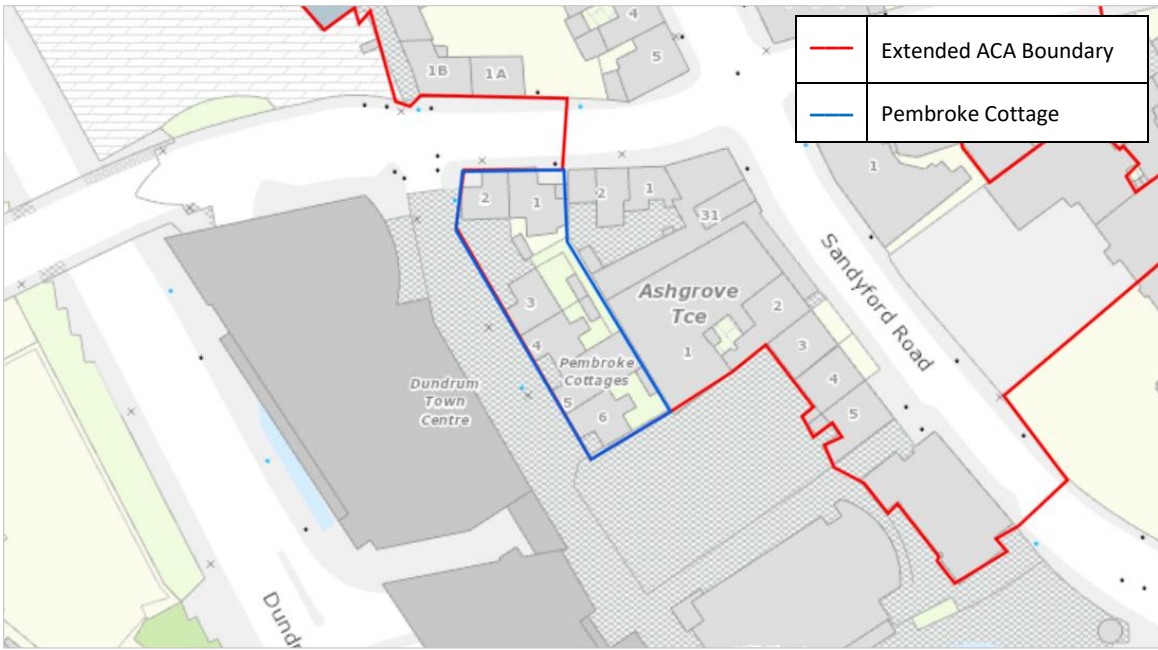 Extended ACA Boundary
Pembroke Cottage
4
5
1B
1A
1
2
1
2
1
31
Sandyford Road
Ashgrove
Tce
3
2
1
3
4
Pembroke
Cottages
4
5
5
6
Dundrum
Town
Centre
Dundr